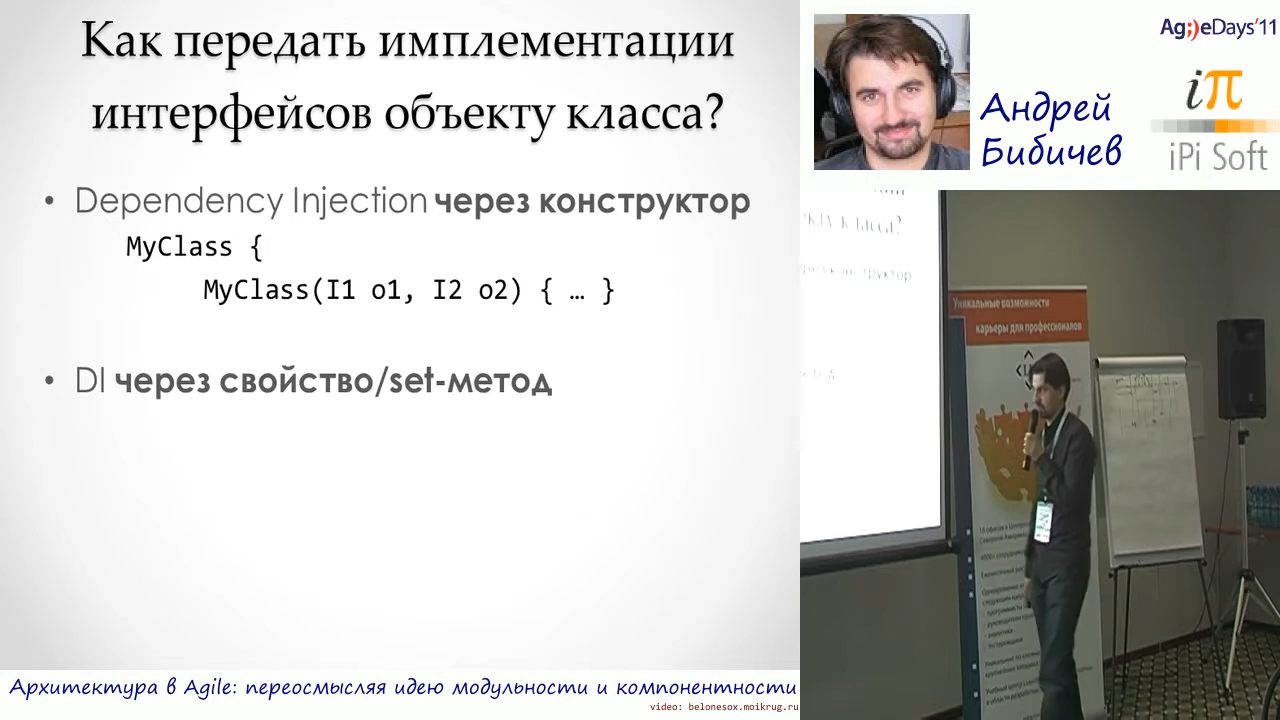 Как передать имплементации
интерфейсов объекту класса?
• Dependency Injection через конструктор
MyClass {
MyClass(I1 o1, I2 o2) { … }
• DI через свойство/set-метод
Архитектура в Agile: переосмысляя идею модульности и компонентности
video: belonesox.moikrug.ru
Ag;)eDays'11
Андрей
Бибичев
iπ
iPi Soft
класса?
конструктор
Уникальные возможности
карьеры для профессионалов